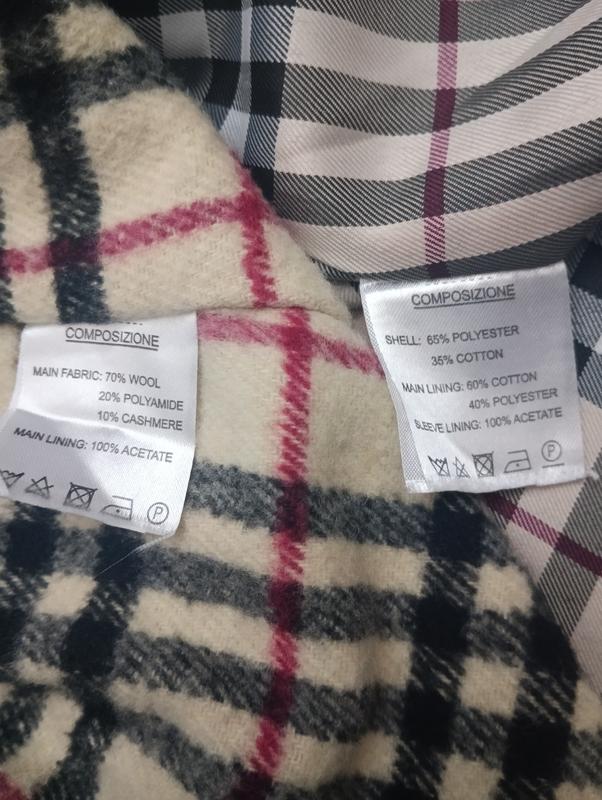 COMPOSIZIONE
MAIN FABRIC: 70% WOOL
20% POLYAMIDE
10% CASHMERE
MAIN LINING: 100% ACETATE
P
COMPOSIZIONE
SHELL: 65% POLYESTER
35% COTTON
MAIN LINING: 60% COTTON
40% POLYESTER
SLEEVE LINING: 100% ACETATE
P